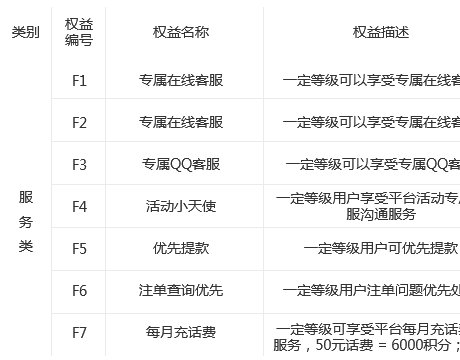 类别 权益编号 权益名称 权益描述
F1 专属在线客服 一定等级可以享受专属在线客
F2 专属在线客服 一定等级可以享受专属在线客
F3 专属QQ客服 一定等级可以享受专属QQ客
服务类
F4 活动小天使 一定等级用户享受平台活动专
服沟通服务
F5 优先提款 一定等级用户可优先提款
F6 注单查询优先 一定等级用户注单问题优先处
F7 每月充话费 一定等级可享受平台每月充话
服务，50元话费 = 6000积分；